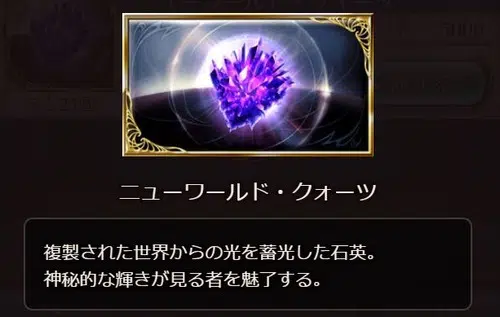 ニューワールド・クォーツ
複製された世界からの光を蓄光した石英。
神秘的な輝きが見る者を魅了する。